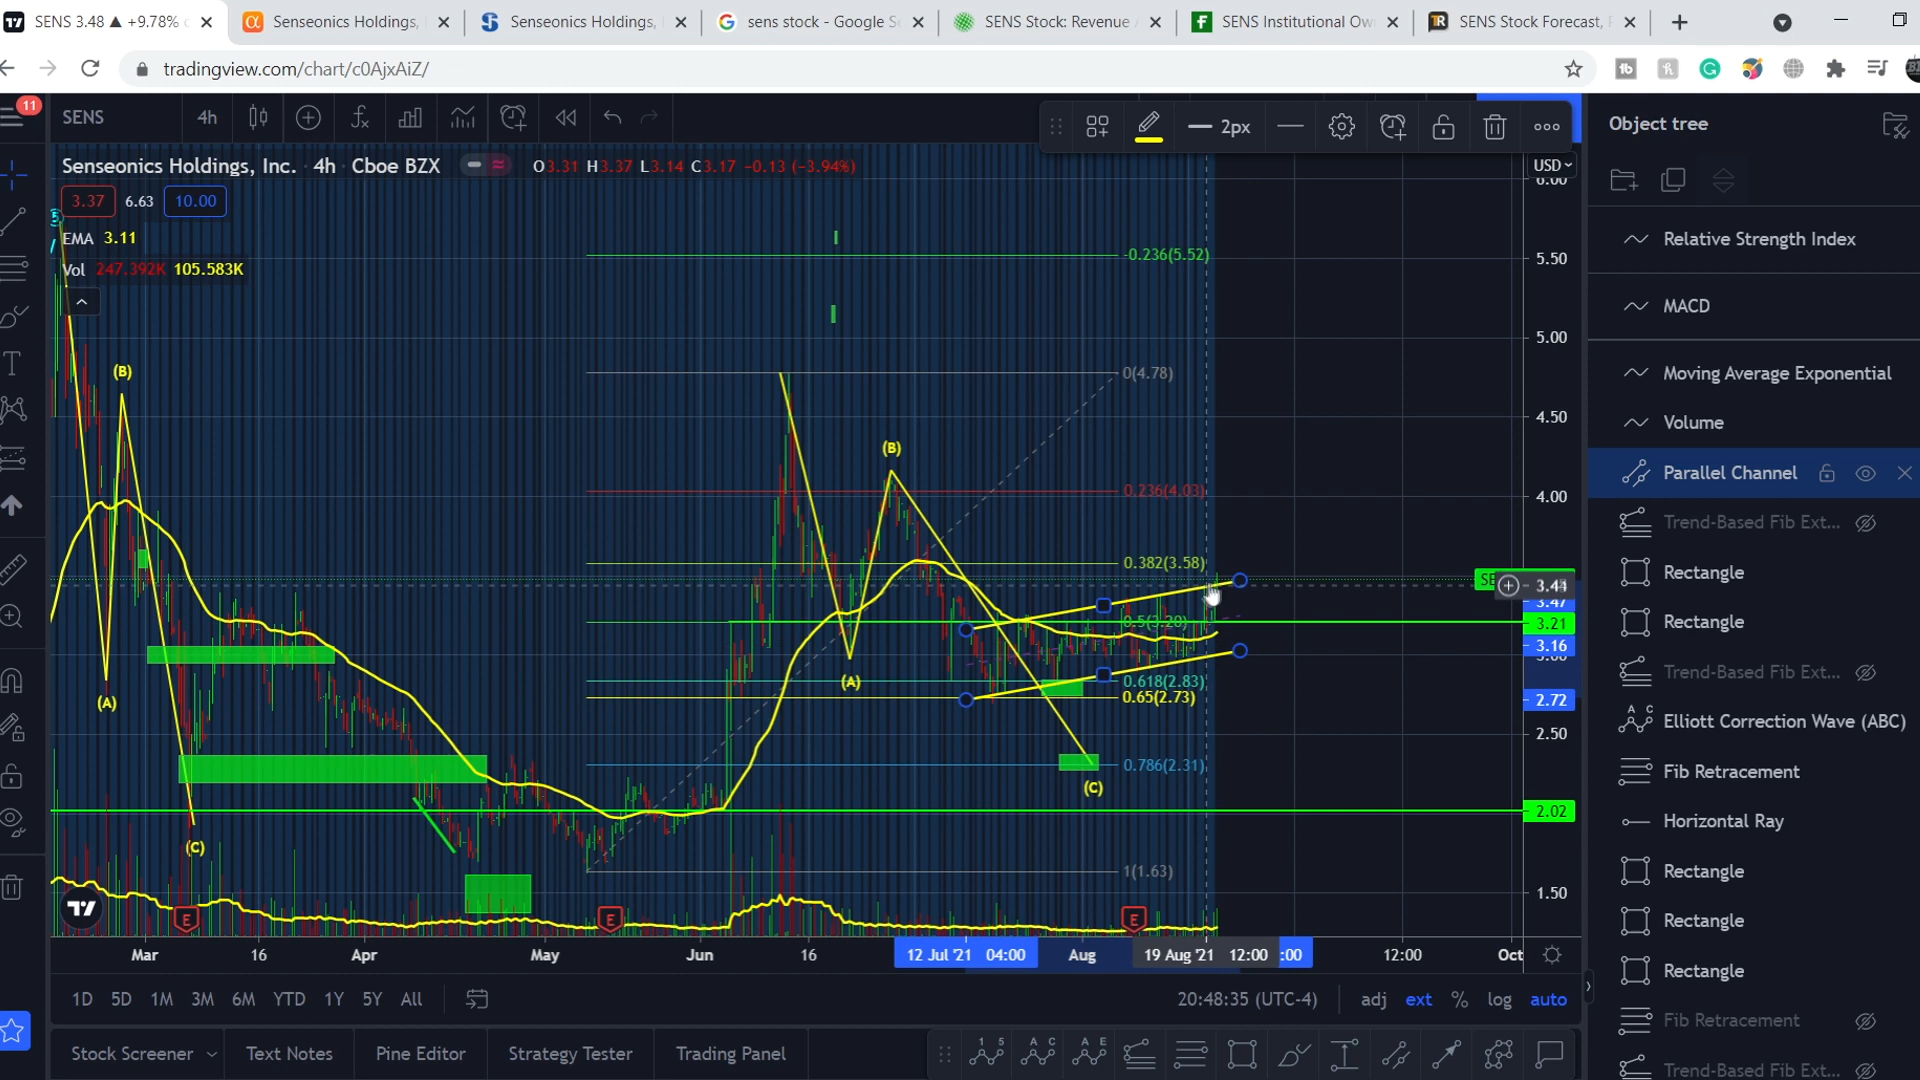 SENS 3.48 ▲ +9.78%
Senseonics Holdings,
Senseonics Holdings,
sens stock - Google Se
SENS Stock: Revenue
SENS Institutional Ow
SENS Stock Forecast,
tradingview.com/chart/c0AjxAiZ/
11
SENS
4h
2px
Object tree
Senseonics Holdings, Inc. · 4h · Cboe BZX
O3.31 H3.37 L3.14 C3.17 -0.13 (-3.94%)
USD
6.00
3.37 6.63 10.00
EMA 3.11
Vol 247.392K 105.583K
Relative Strength Index
MACD
Moving Average Exponential
Volume
Parallel Channel
Trend-Based Fib Ext...
Rectangle
Rectangle
Trend-Based Fib Ext...
Elliott Correction Wave (ABC)
Fib Retracement
Horizontal Ray
Rectangle
Rectangle
Rectangle
Fib Retracement
Trend-Based Fib Ext...
-0.236(5.52)
0(4.78)
0.236(4.03)
0.382(3.58)
0.5(3.20)
0.618(2.83)
0.65(2.73)
0.786(2.31)
1(1.63)
(B)
(A)
(C)
(B)
(A)
(C)
5.50
5.00
4.50
4.00
3.47
3.21
3.16
3.00
2.72
2.50
2.02
1.50
E
E
E
Mar 16 Apr May Jun 16 12 Jul '21 04:00 Aug 19 Aug '21 12:00 :00 12:00 Oct
1D 5D 1M 3M 6M YTD 1Y 5Y All
20:48:35 (UTC-4) adj ext % log auto
Stock Screener Text Notes Pine Editor Strategy Tester Trading Panel